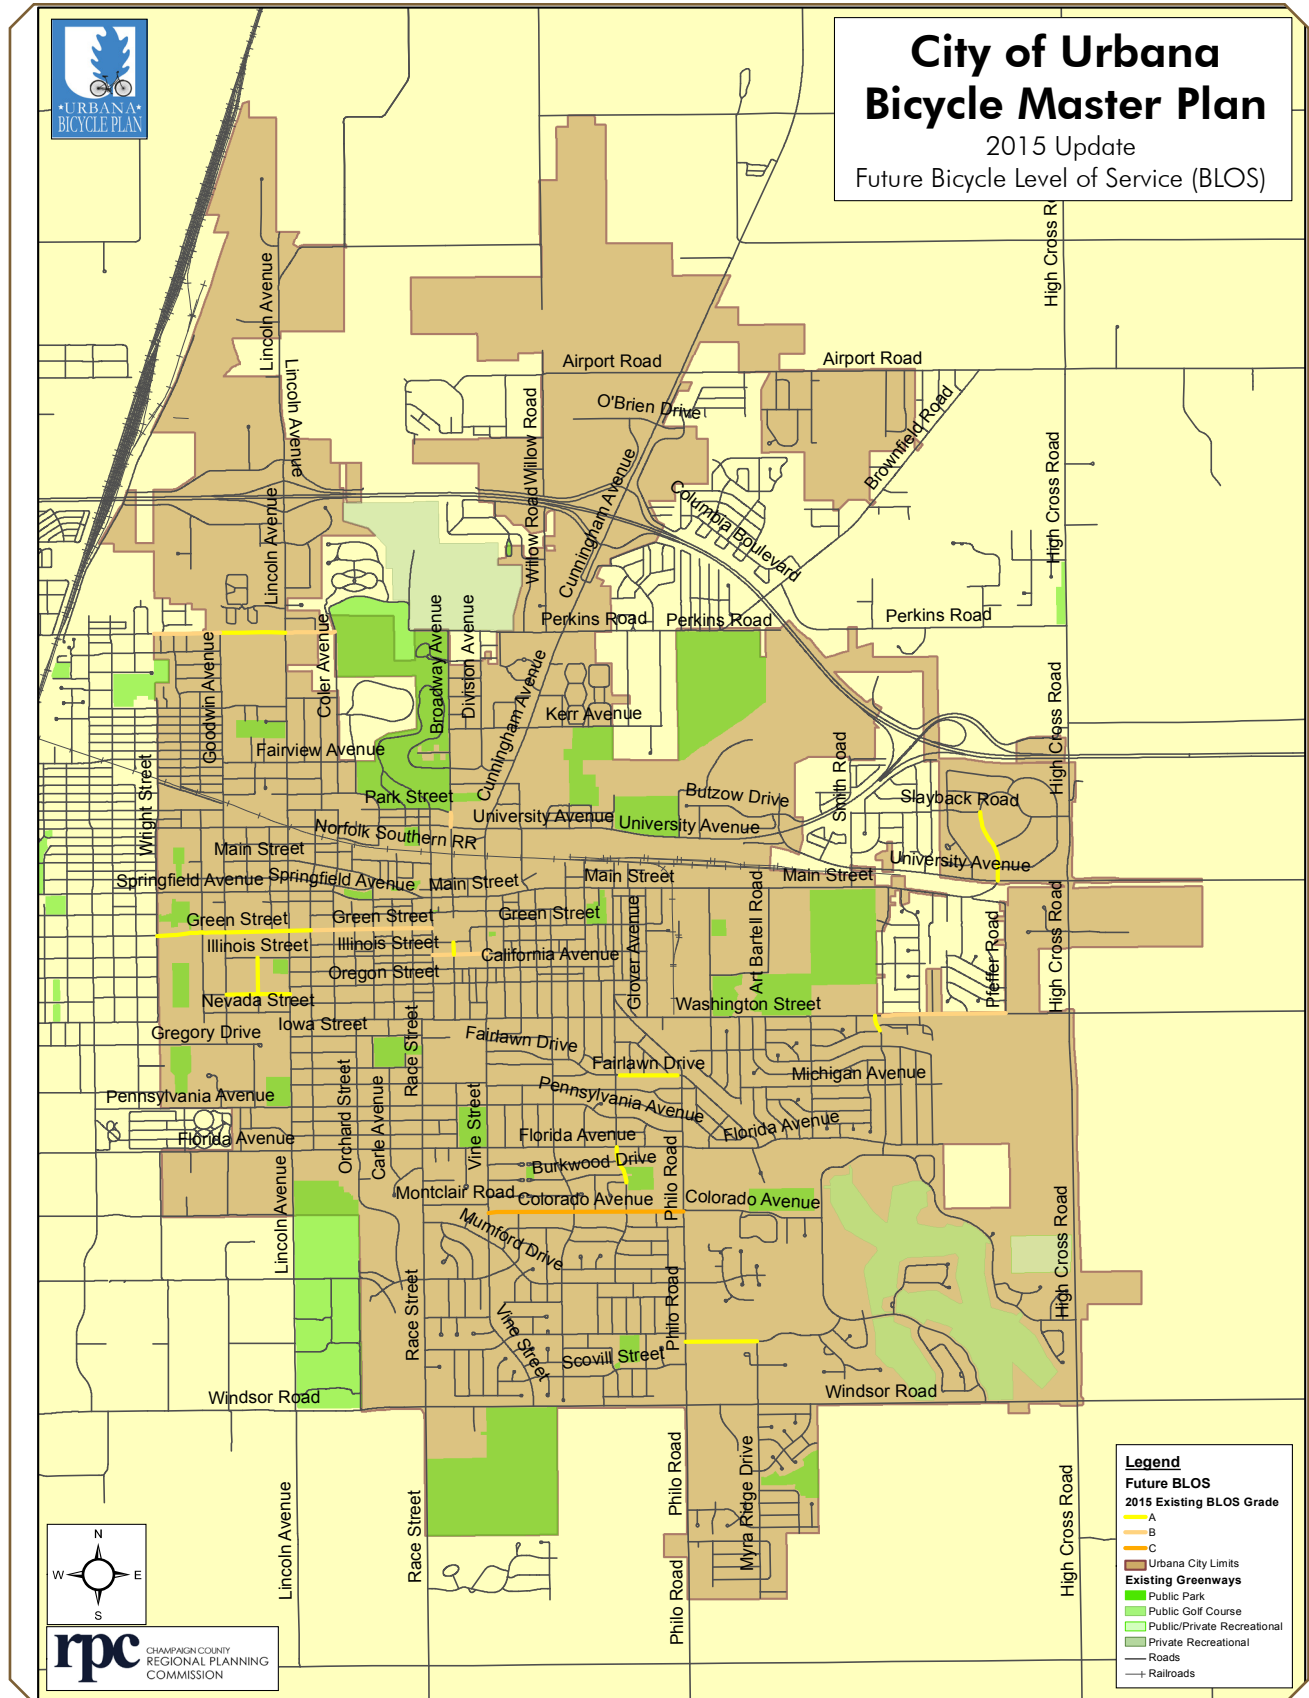 City of Urbana
Bicycle Master Plan
2015 Update
Future Bicycle Level of Service (BLOS)
U
★URBANA★
BICYCLE PLAN
High Cross Ro
Lincoln Avenue
Airport Road
Airport Road
Lincoln Avenue
O'Brien Drive
Willow Road
Willow Road
Brownfield Road
Cunningham Avenue
Columbia Boulevard
High Cross Road
Lincoln Avenue
Perkins Road
Perkins Road
Perkins Road
Coler Avenue
Broadway Avenue
Division Avenue
Goodwin Avenue
Cunningham Avenue
Kerr Avenue
Fairview Avenue
High Cross Road
Wright Street
Park Street
Butzow Drive
Smith Road
Slayback Road
University Avenue
University Avenue
Norfolk Southern RR
Main Street
University Avenue
Springfield Avenue
Springfield Avenue
Main Street
Main Street
Main Street
Green Street
Green Street
Green Street
Glover Avenue
Art Bartell Road
Illinois Street
Illinois Street
California Avenue
Pfeffer Road
High Cross Road
Oregon Street
Nevada Street
Washington Street
Iowa Street
Gregory Drive
Race Street
Fairlawn Drive
Fairlawn Drive
Michigan Avenue
Pennsylvania Avenue
Pennsylvania Avenue
Orchard Street
Carle Avenue
Vine Street
Florida Avenue
Florida Avenue
Florida Avenue
Burkwood Drive
Philo Road
Lincoln Avenue
Montclair Road
Colorado Avenue
Colorado Avenue
Mumford Drive
High Cross Road
Race Street
Philo Road
Vine Street
Scovill Street
Windsor Road
Windsor Road
Philo Road
Myra Ridge Drive
Lincoln Avenue
Race Street
High Cross Road
Philo Road
Legend
Future BLOS
2015 Existing BLOS Grade
A
B
C
Urbana City Limits
Existing Greenways
Public Park
Public Golf Course
Public/Private Recreational
Private Recreational
Roads
Railroads
N
W E
S
rpc
CHAMPAIGN COUNTY
REGIONAL PLANNING
COMMISSION